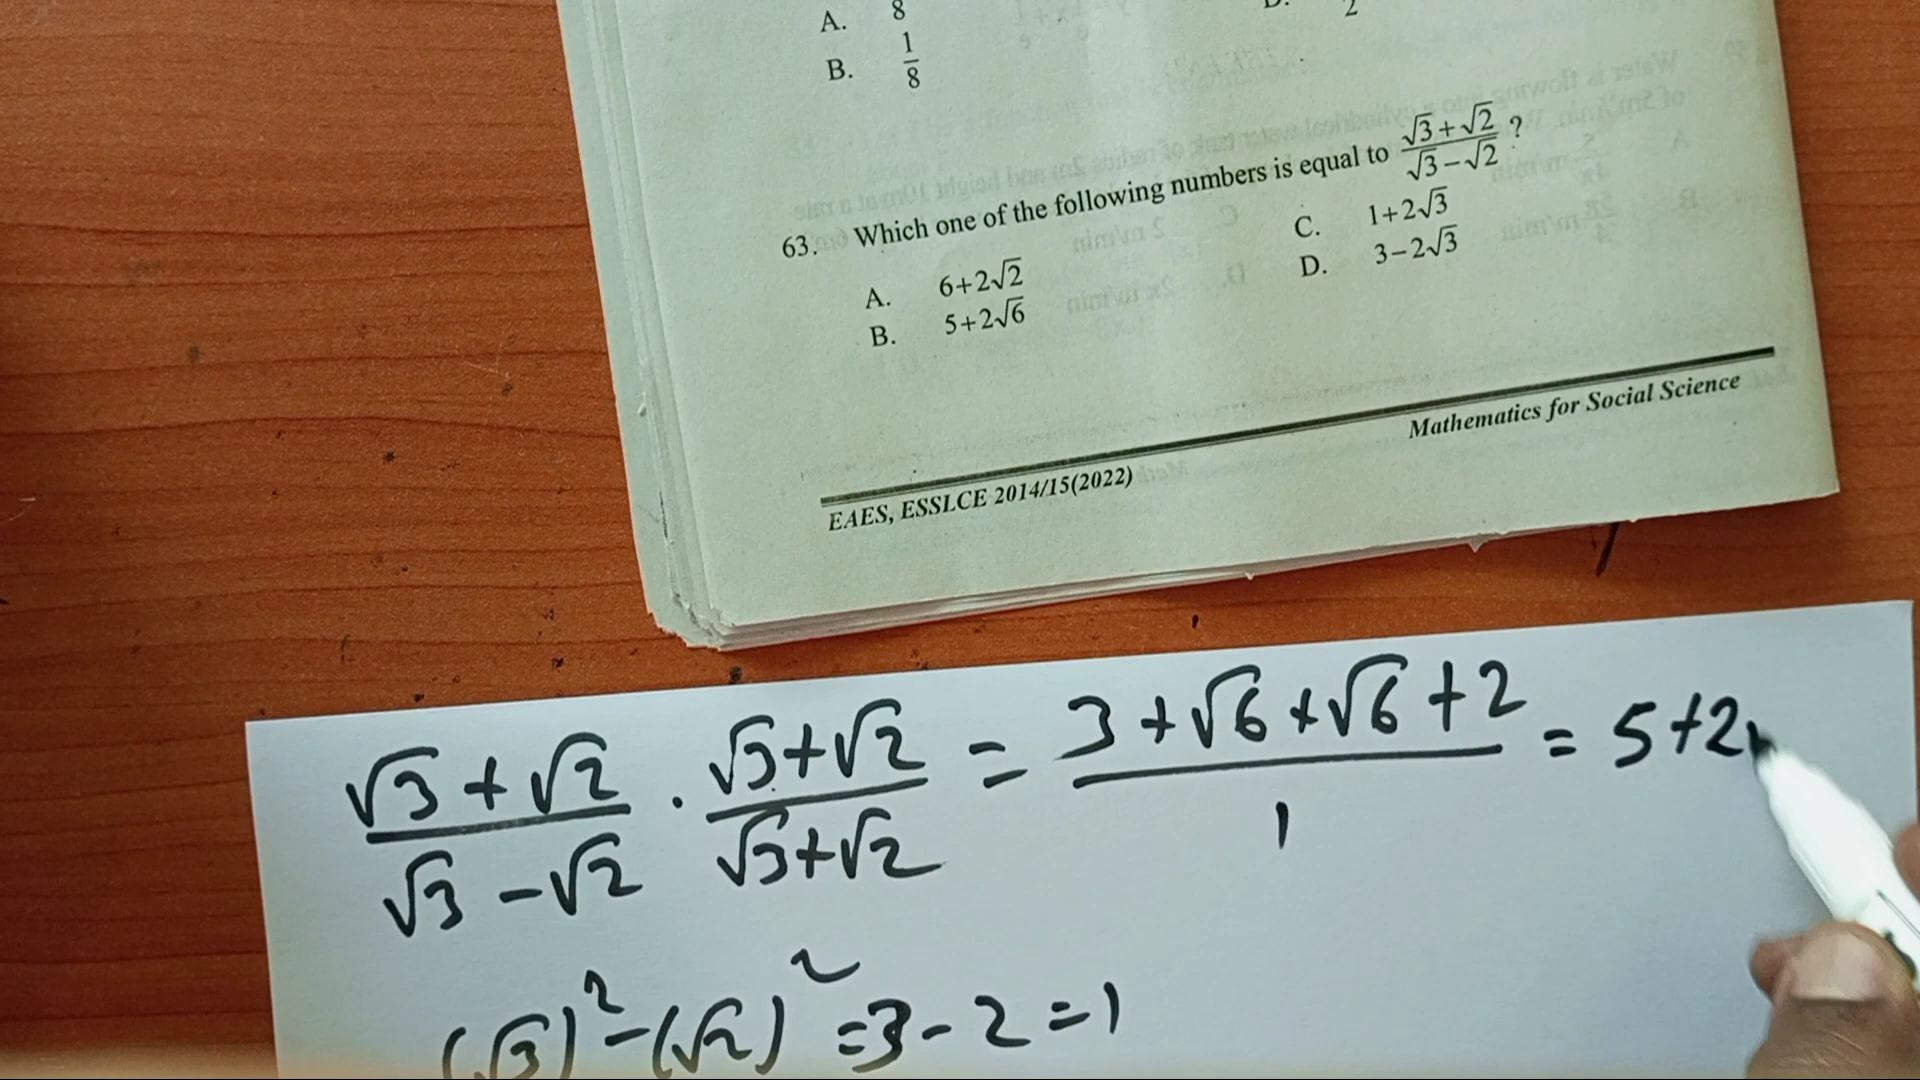 A. 8
B. 1/8
2
63. Which one of the following numbers is equal to (√3+√2)/(√3−√2) ?
A. 6+2√2
B. 5+2√6
C. 1+2√3
D. 3−2√3
Mathematics for Social Science
EAES, ESSLCE 2014/15(2022)
(√3+√2)/(√3−√2) · (√3+√2)/(√3+√2) = (3+√6+√6+2)/1 = 5+2
(√3)²−(√2)²=3−2=1